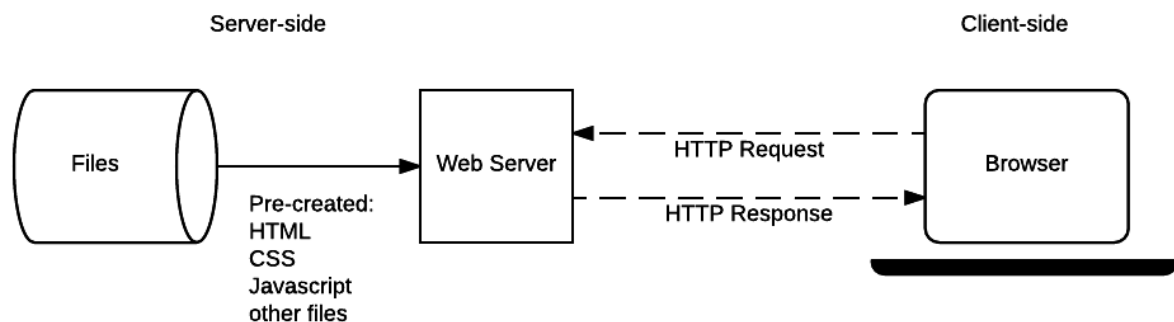 Server-side
Client-side
Files
Web Server
HTTP Request
Browser
HTTP Response
Pre-created:
HTML
CSS
Javascript
other files